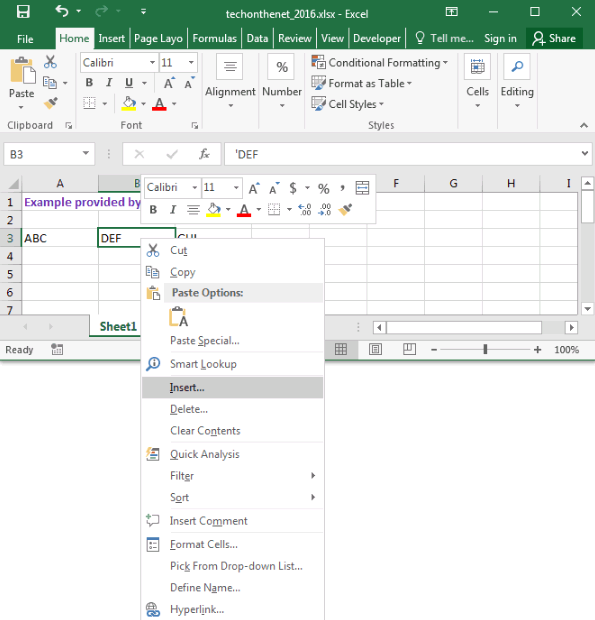 techonthenet_2016.xlsx - Excel
File Home Insert Page Layo Formulas Data Review View Developer Tell me... Sign in Share
Calibri 11 Conditional Formatting
Paste B I U A A Alignment % Number Format as Table Cells Editing
A Cell Styles
Clipboard Font Styles
B3 fx 'DEF
Calibri 11 A A $ % ,
A B F G H I
B I A .00 .00
1 Example provided by
2
3 ABC DEF
4
5
6
7
Sheet1
Ready 100%
Cut
Copy
Paste Options:
A
Paste Special...
Smart Lookup
Insert...
Delete...
Clear Contents
Quick Analysis
Filter
Sort
Insert Comment
Format Cells...
Pick From Drop-down List...
Define Name...
Hyperlink...